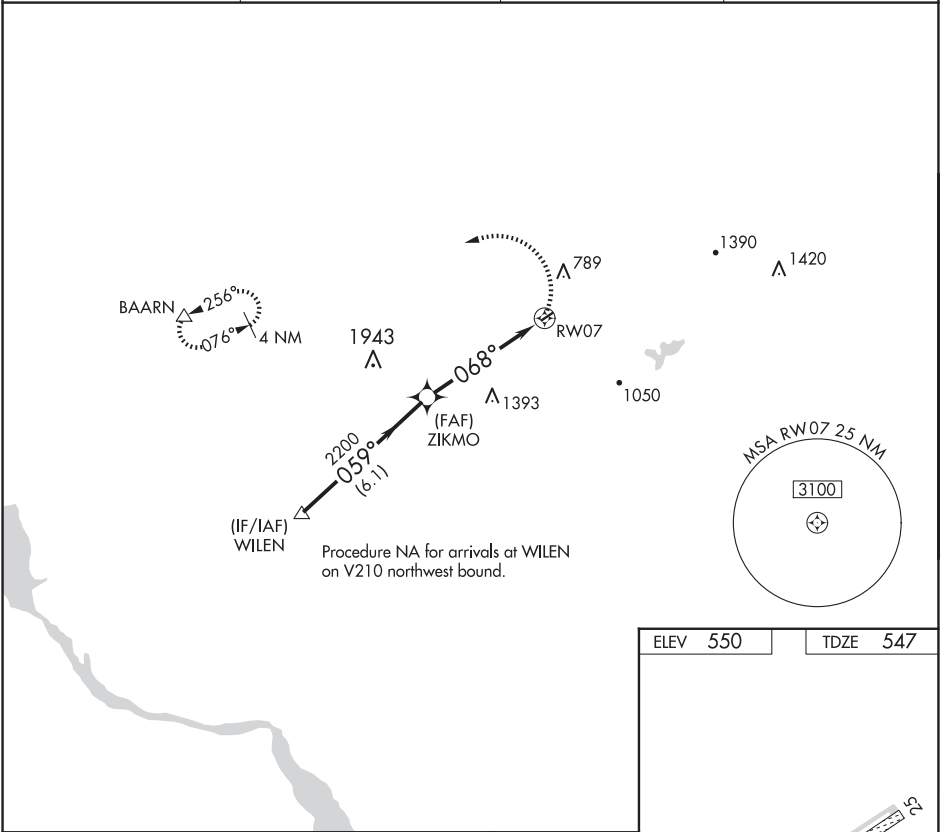 1390
1420
789
BAARN
256°
076°
4 NM
RW07
1943
068°
1050
1393
(FAF)
ZIKMO
2200
059°
(6.1)
MSA RW07 25 NM
3100
(IF/IAF)
WILEN
Procedure NA for arrivals at WILEN
on V210 northwest bound.
ELEV 550
TDZE 547
25